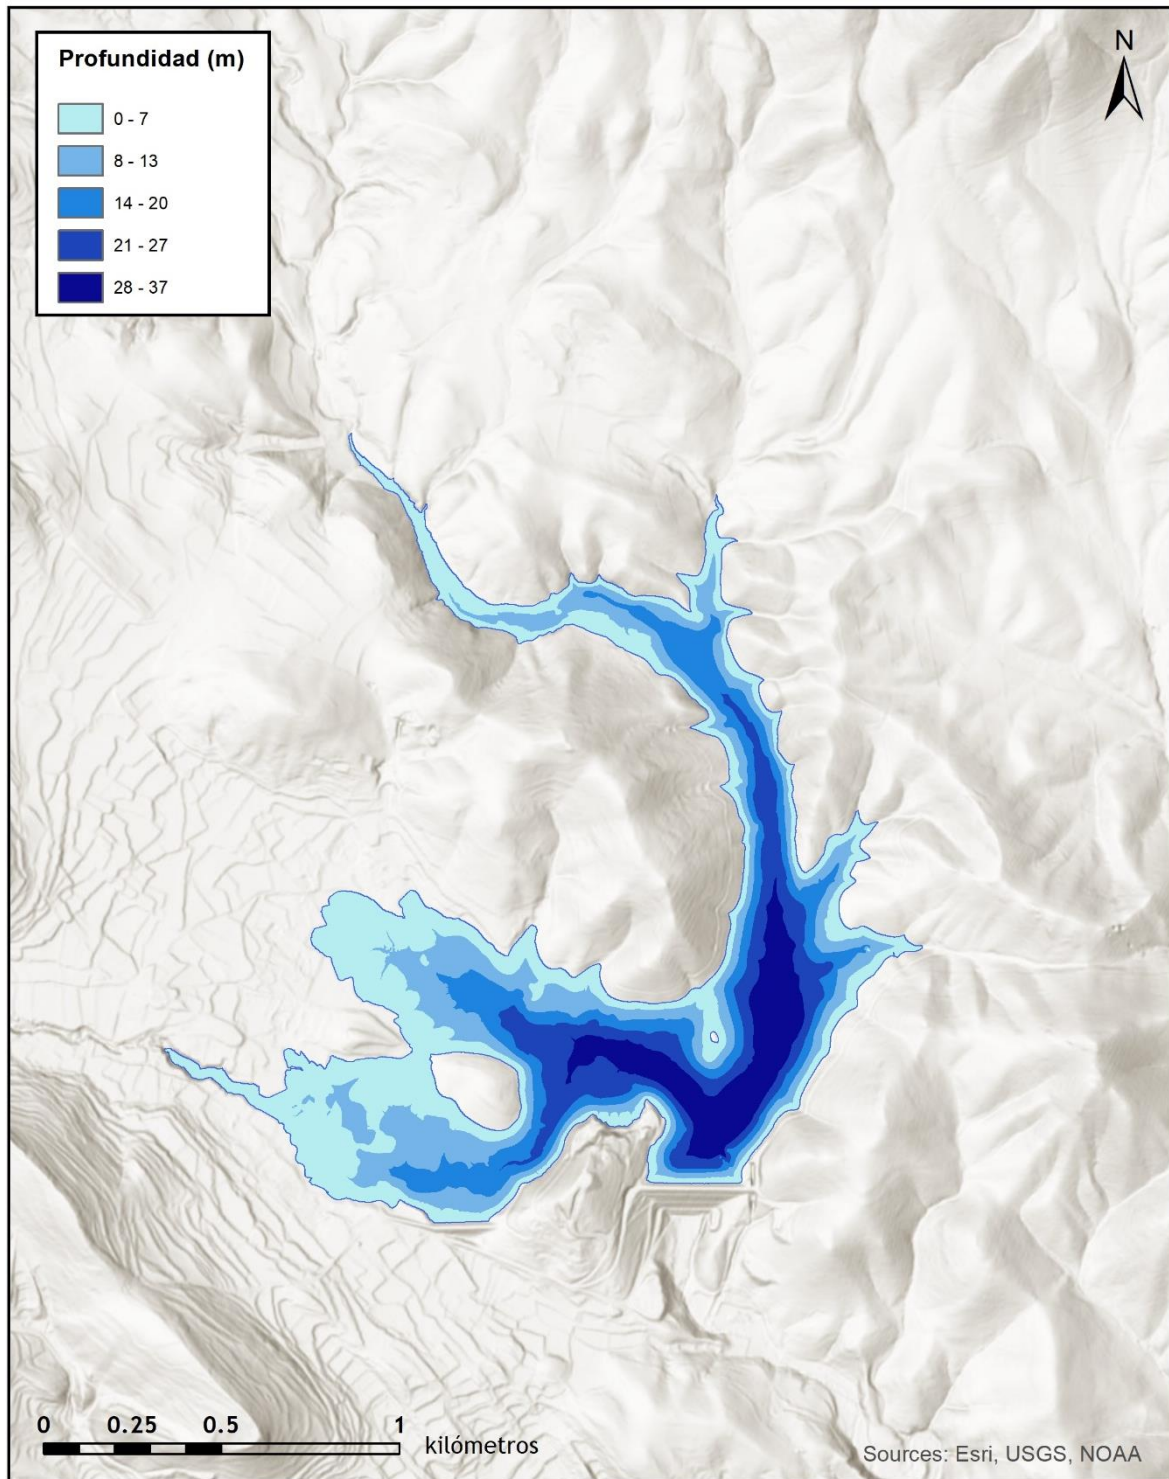 Profundidad (m)
0 - 7
8 - 13
14 - 20
21 - 27
28 - 37
N
0 0.25 0.5 1
kilómetros
Sources: Esri, USGS, NOAA